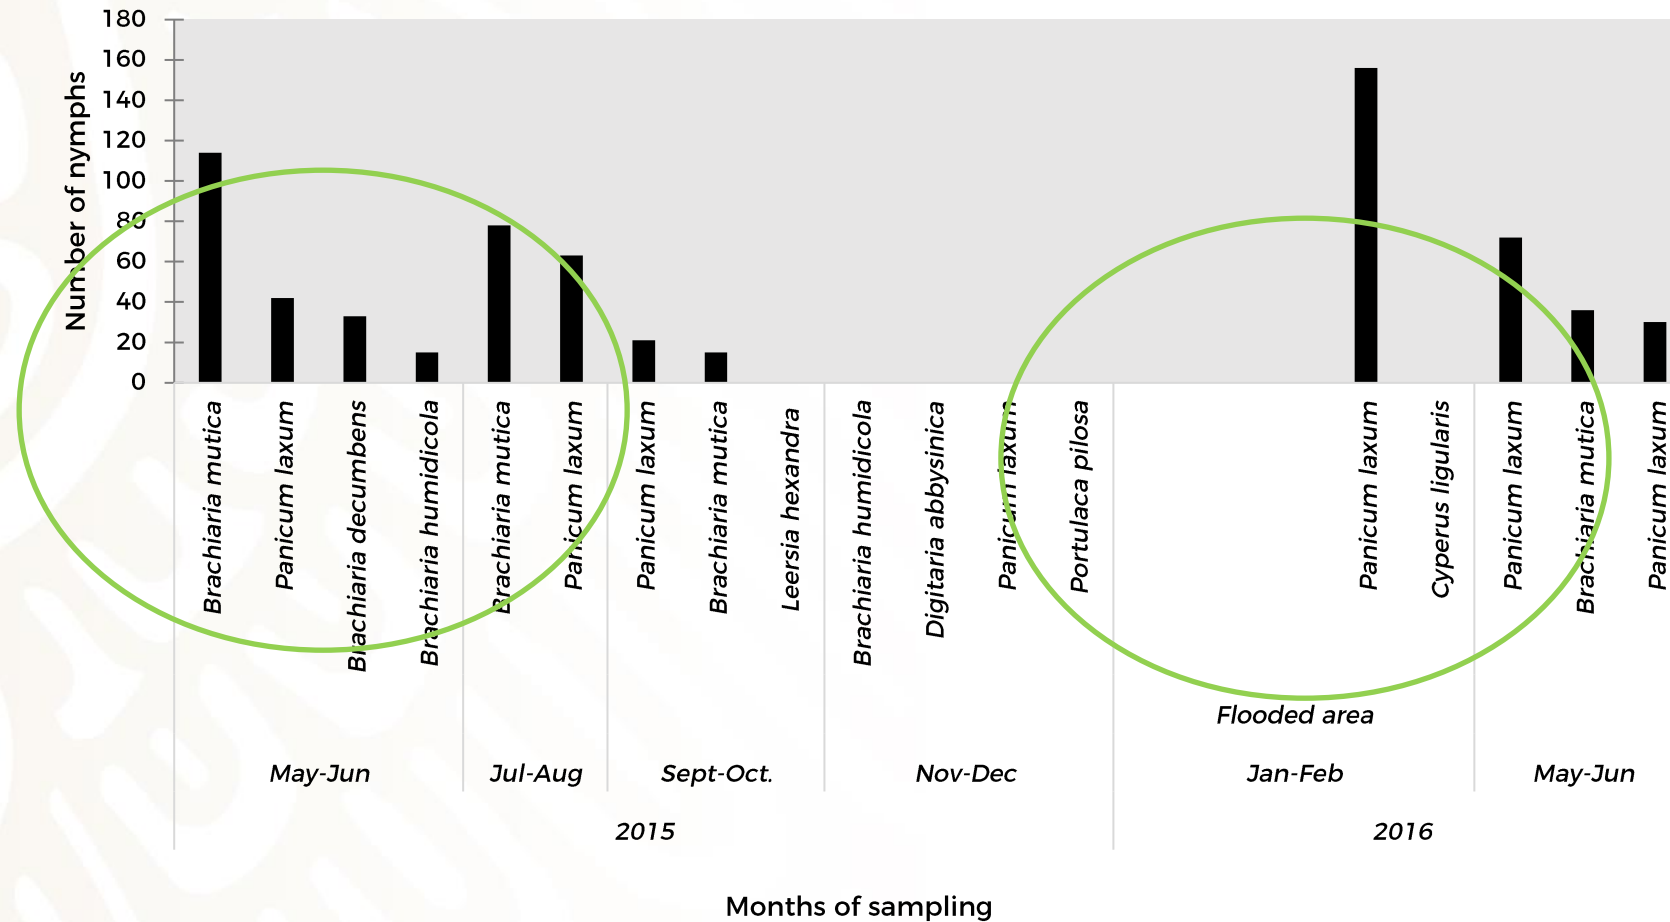 Number of nymphs
180
160
140
120
100
80
60
40
20
0
Brachiaria mutica
Panicum laxum
Brachiaria decumbens
Brachiaria humidicola
Brachiaria mutica
Panicum laxum
Panicum laxum
Brachiaria mutica
Leersia hexandra
Brachiaria humidicola
Digitaria abbysinica
Panicum laxum
Portulaca pilosa
Panicum laxum
Cyperus ligularis
Panicum laxum
Brachiaria mutica
Panicum laxum
Flooded area
May-Jun
Jul-Aug
Sept-Oct.
Nov-Dec
Jan-Feb
May-Jun
2015
2016
Months of sampling